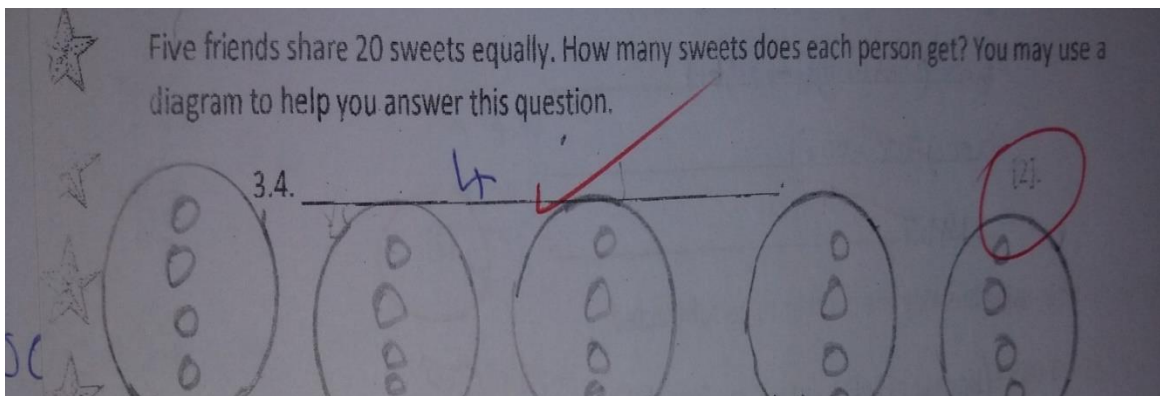 Five friends share 20 sweets equally. How many sweets does each person get? You may use a
diagram to help you answer this question.
3.4. 4 [2].